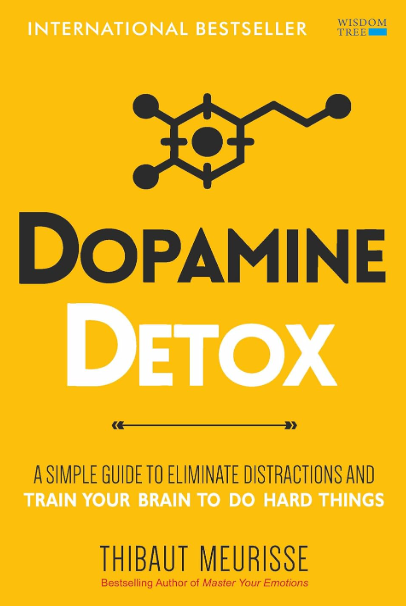 INTERNATIONAL BESTSELLER
WISDOM
TREE
DOPAMINE
DETOX
A SIMPLE GUIDE TO ELIMINATE DISTRACTIONS AND
TRAIN YOUR BRAIN TO DO HARD THINGS
THIBAUT MEURISSE
Bestselling Author of Master Your Emotions